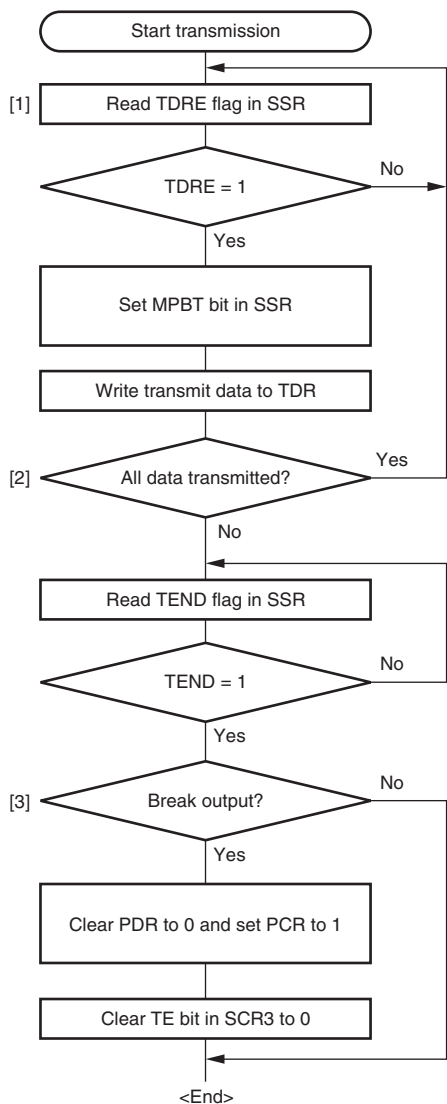 Start transmission
[1]
Read TDRE flag in SSR
No
TDRE = 1
Yes
Set MPBT bit in SSR
Write transmit data to TDR
Yes
[2]
All data transmitted?
No
Read TEND flag in SSR
No
TEND = 1
Yes
No
[3]
Break output?
Yes
Clear PDR to 0 and set PCR to 1
Clear TE bit in SCR3 to 0
<End>